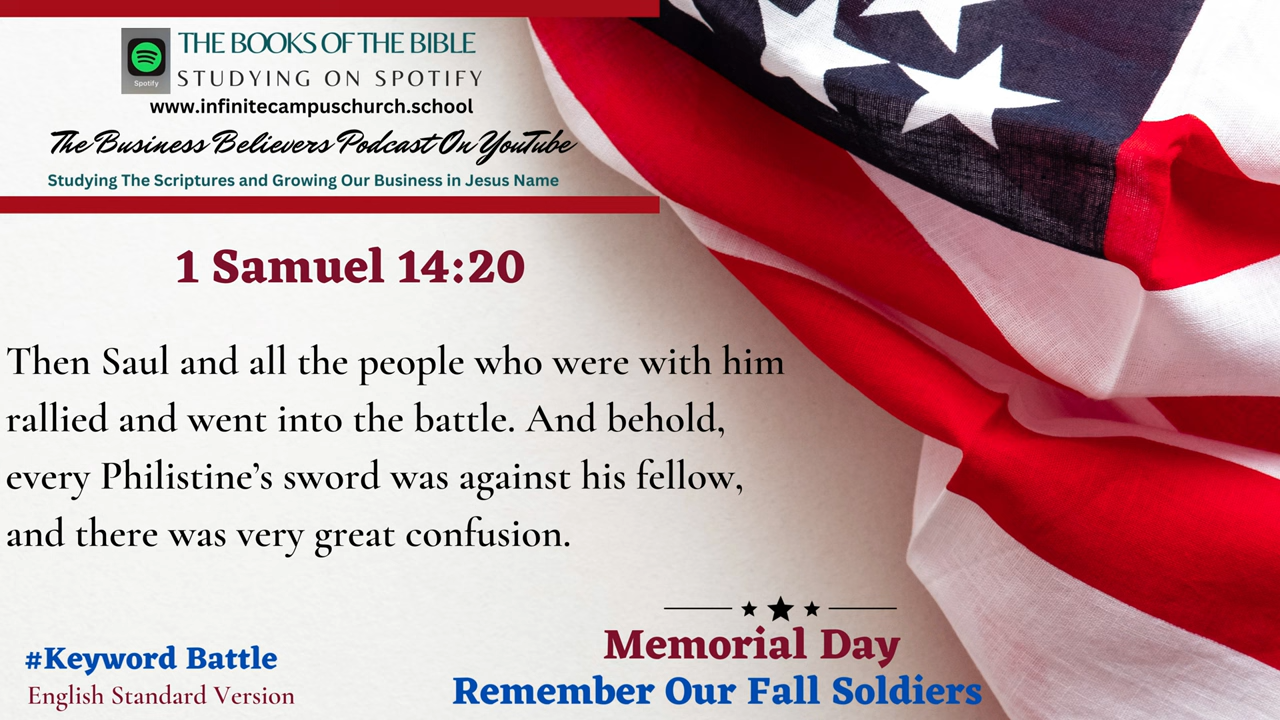 THE BOOKS OF THE BIBLE
Spotify
STUDYING ON SPOTIFY
www.infinitecampuschurch.school
The Business Believers Podcast On YouTube
Studying The Scriptures and Growing Our Business in Jesus Name
1 Samuel 14:20
Then Saul and all the people who were with him
rallied and went into the battle. And behold,
every Philistine’s sword was against his fellow,
and there was very great confusion.
#Keyword Battle
English Standard Version
Memorial Day
Remember Our Fall Soldiers